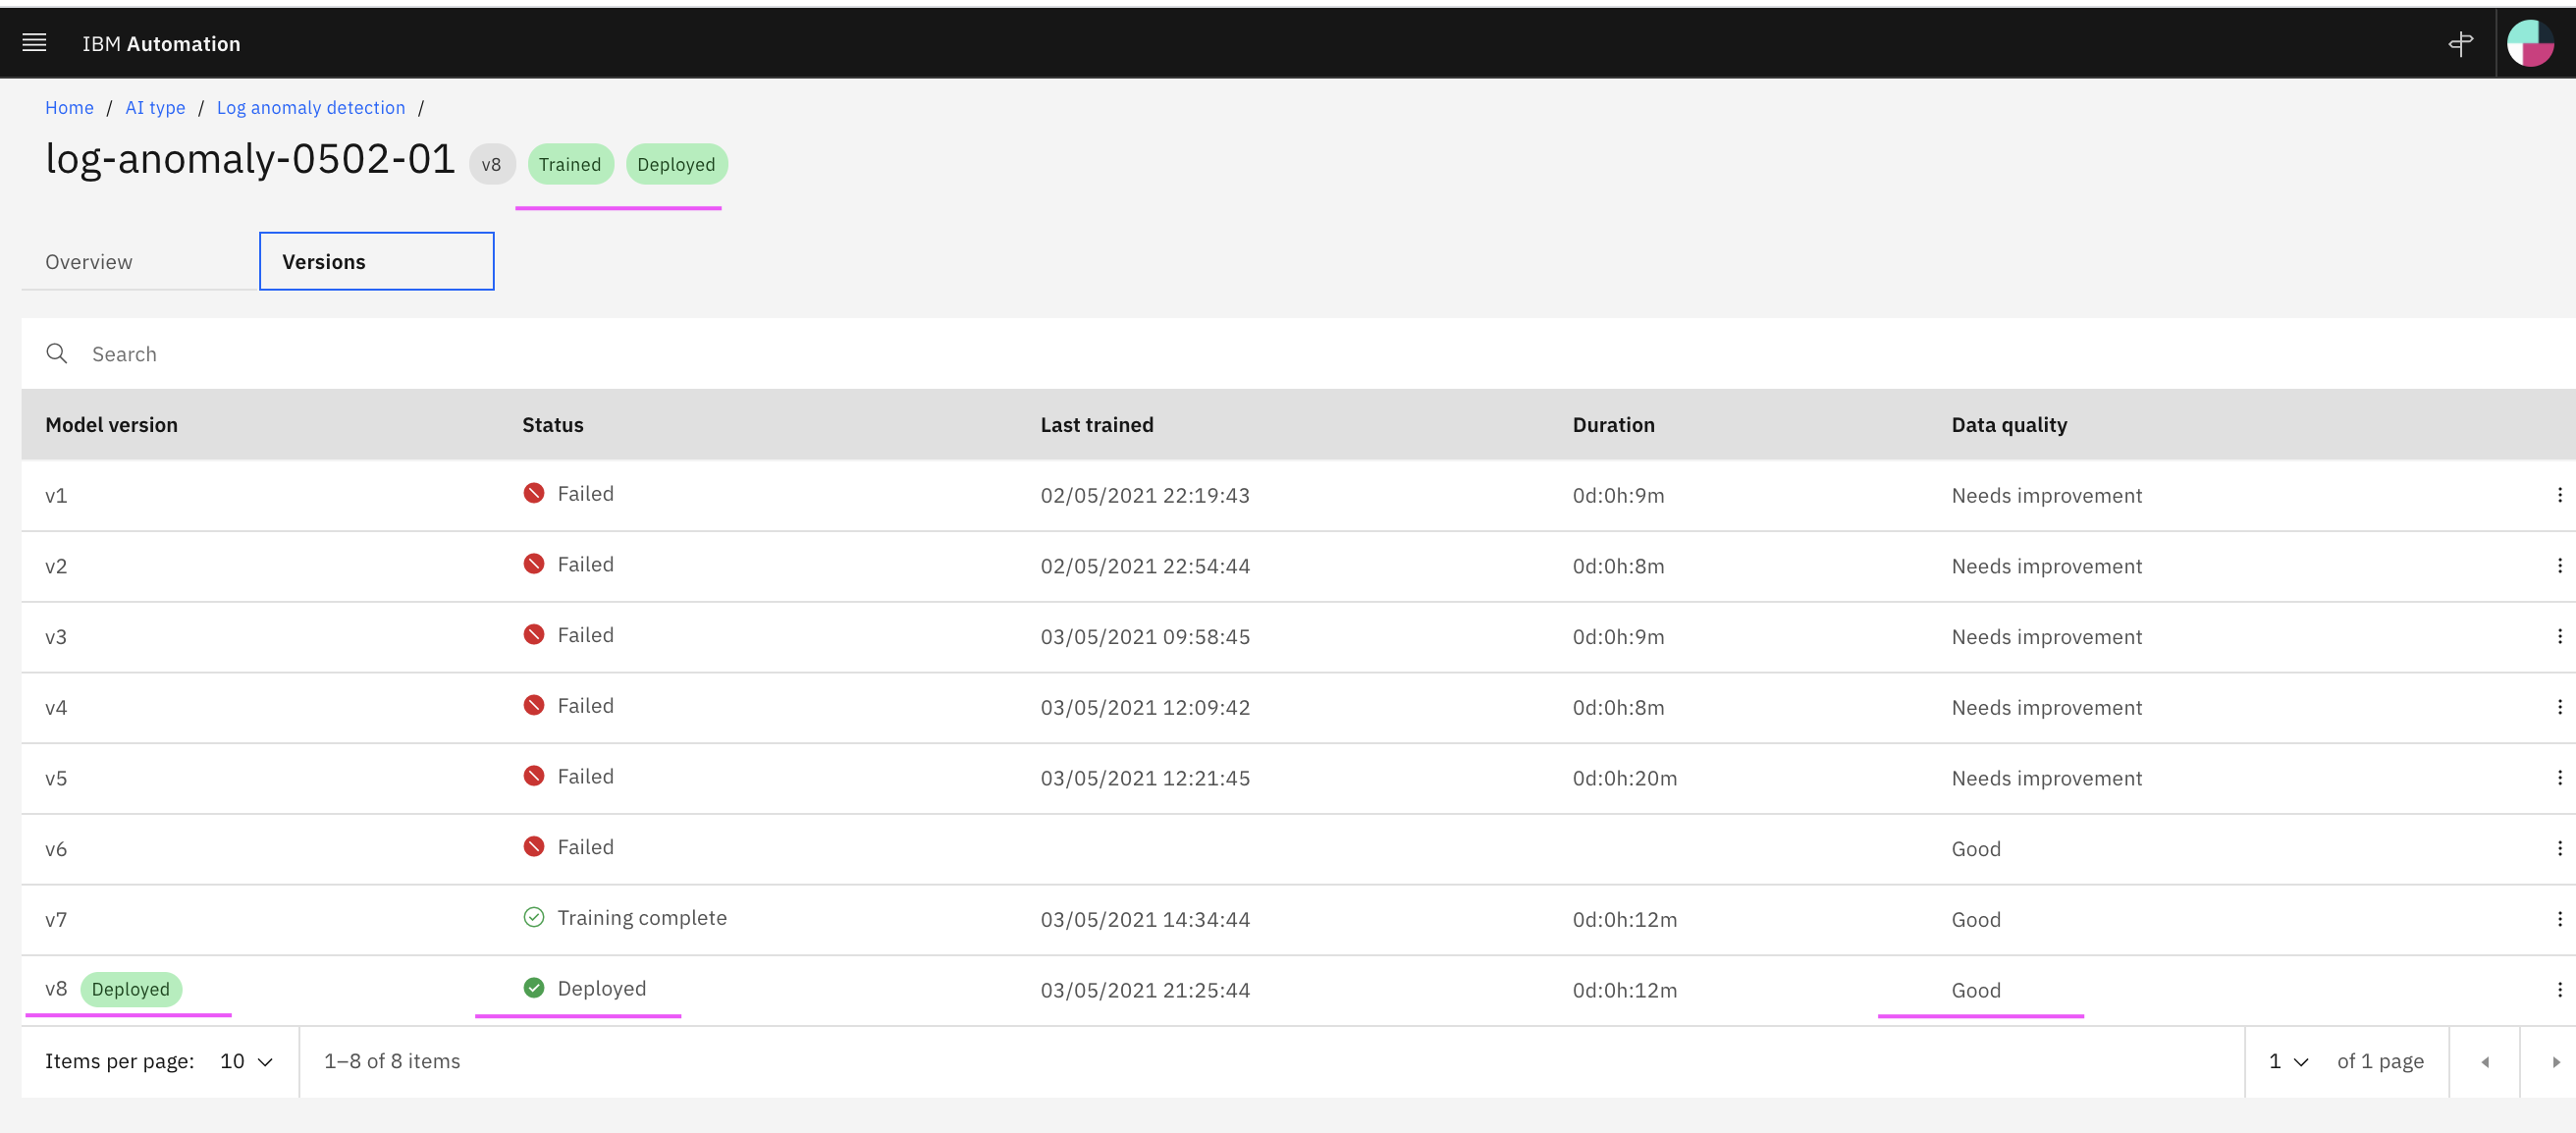 IBM Automation
Home / AI type / Log anomaly detection /
log-anomaly-0502-01 v8 Trained Deployed
Overview Versions
Search
Model version Status Last trained Duration Data quality
v1 Failed 02/05/2021 22:19:43 0d:0h:9m Needs improvement
v2 Failed 02/05/2021 22:54:44 0d:0h:8m Needs improvement
v3 Failed 03/05/2021 09:58:45 0d:0h:9m Needs improvement
v4 Failed 03/05/2021 12:09:42 0d:0h:8m Needs improvement
v5 Failed 03/05/2021 12:21:45 0d:0h:20m Needs improvement
v6 Failed Good
v7 Training complete 03/05/2021 14:34:44 0d:0h:12m Good
v8 Deployed Deployed 03/05/2021 21:25:44 0d:0h:12m Good
Items per page: 10 1–8 of 8 items 1 of 1 page